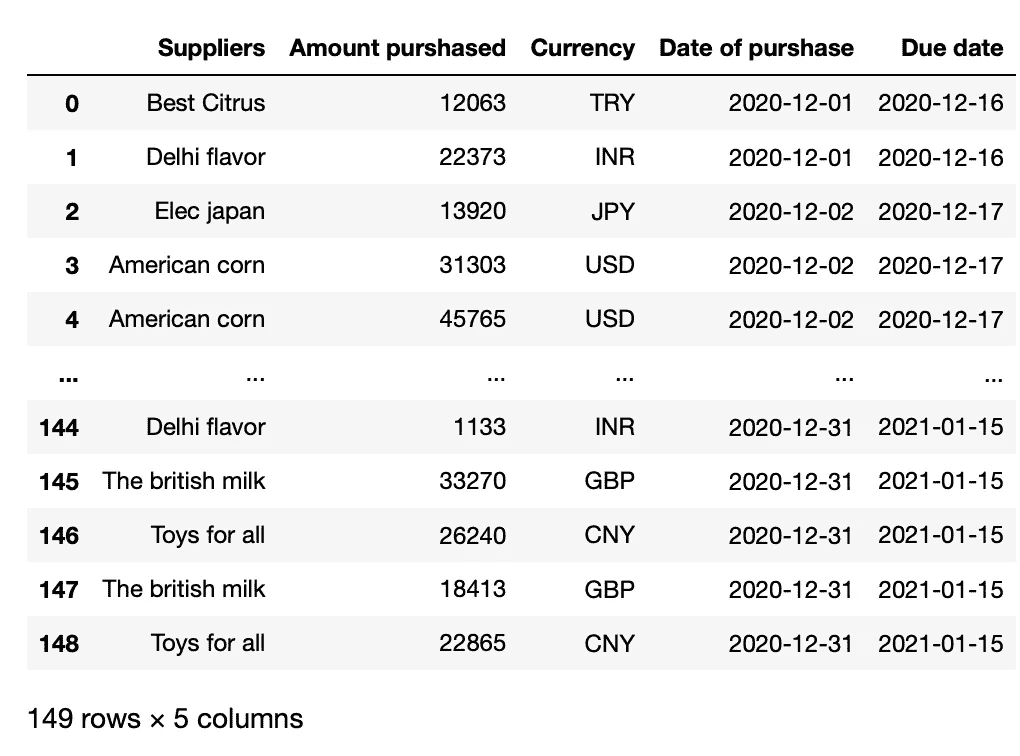 Suppliers Amount purshased Currency Date of purshase Due date
0 Best Citrus 12063 TRY 2020-12-01 2020-12-16
1 Delhi flavor 22373 INR 2020-12-01 2020-12-16
2 Elec japan 13920 JPY 2020-12-02 2020-12-17
3 American corn 31303 USD 2020-12-02 2020-12-17
4 American corn 45765 USD 2020-12-02 2020-12-17
... ... ... ... ... ...
144 Delhi flavor 1133 INR 2020-12-31 2021-01-15
145 The british milk 33270 GBP 2020-12-31 2021-01-15
146 Toys for all 26240 CNY 2020-12-31 2021-01-15
147 The british milk 18413 GBP 2020-12-31 2021-01-15
148 Toys for all 22865 CNY 2020-12-31 2021-01-15
149 rows × 5 columns